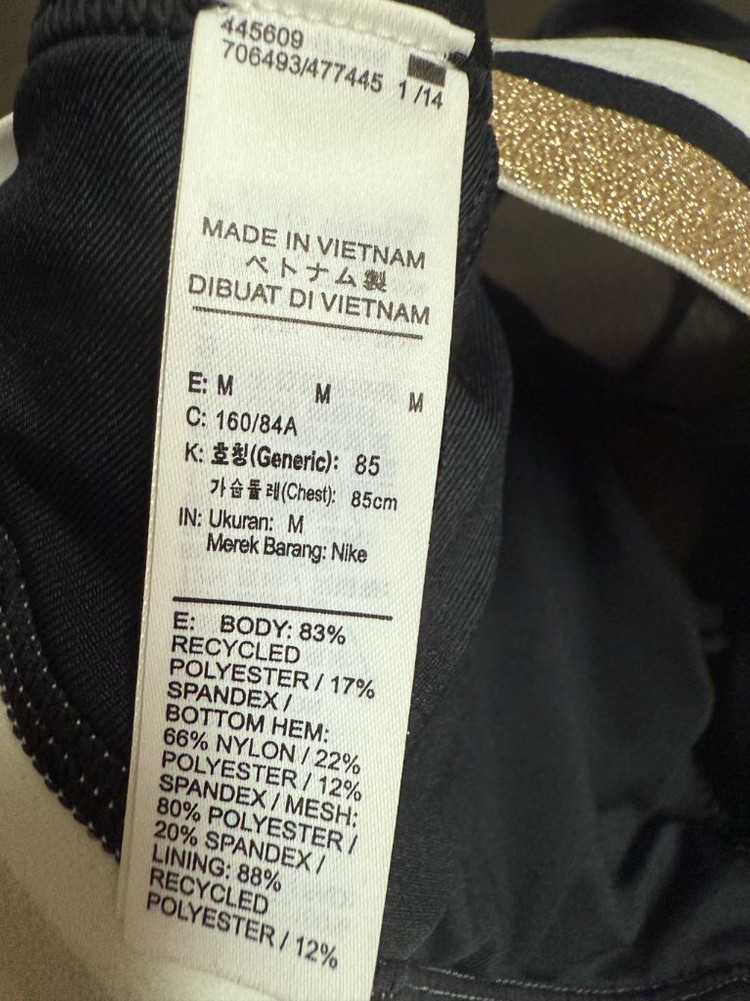 445609
706493/477445 1 /14
MADE IN VIETNAM
ベトナム製
DIBUAT DI VIETNAM
E: M M M
C: 160/84A
K: 호칭(Generic): 85
가슴둘레(Chest): 85cm
IN: Ukuran: M
Merek Barang: Nike
E: BODY: 83%
RECYCLED
POLYESTER / 17%
SPANDEX /
BOTTOM HEM:
66% NYLON / 22%
POLYESTER / 12%
SPANDEX / MESH:
80% POLYESTER /
20% SPANDEX /
LINING: 88%
RECYCLED
POLYESTER / 12%